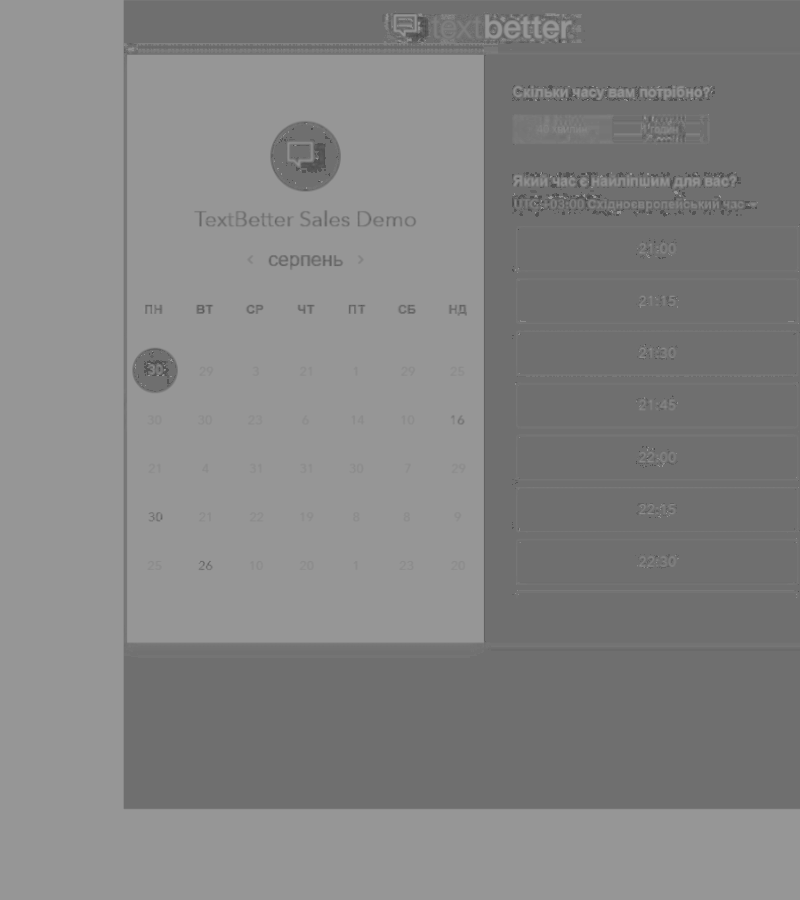 textbetter
TextBetter Sales Demo
серпень
ПН ВТ СР ЧТ ПТ СБ НД
30 29 3 21 1 29 25
30 30 23 6 14 10 16
21 4 31 31 30 7 29
30 21 22 19 8 8 9
25 26 10 20 1 23 20
Скільки часу вам потрібно?
Який час є найліпшим для вас?
UTC-03:00 Східноєвропейський час
21:00
21:15
21:30
21:45
22:00
22:15
22:30